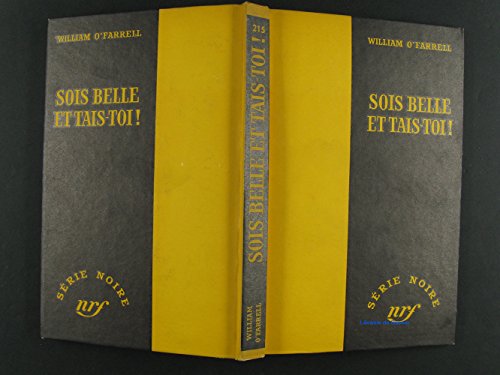 WILLIAM O'FARRELL
SOIS BELLE
ET TAIS-TOI !
SÉRIE NOIRE
nrf
215
SOIS BELLE ET TAIS-TOI !
WILLIAM
O'FARRELL
WILLIAM O'FARRELL
SOIS BELLE
ET TAIS-TOI !
SÉRIE NOIRE
nrf